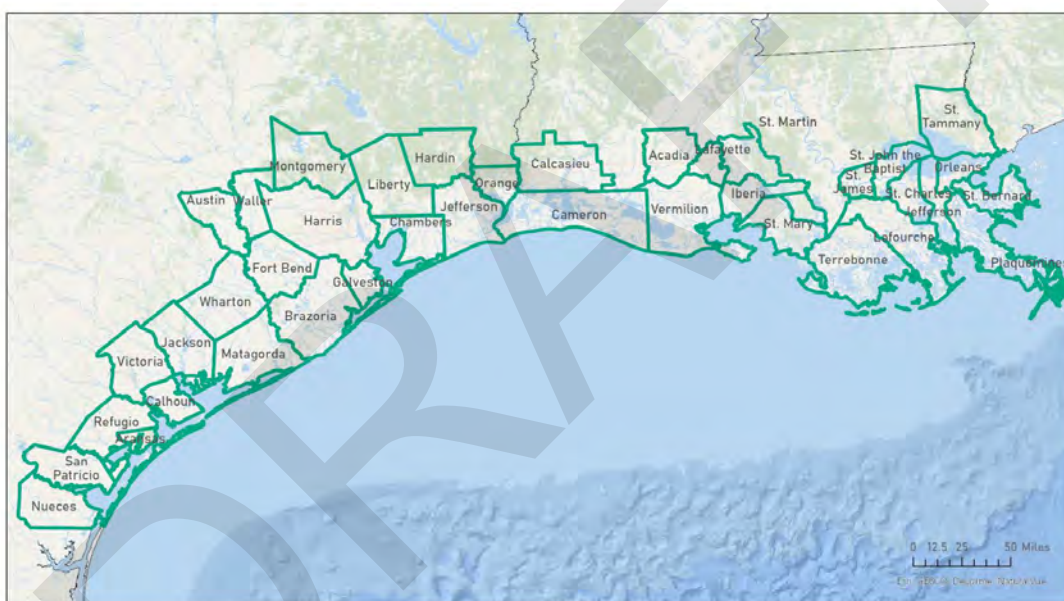 St.
Tammany
St. Martin
Montgomery
Hardin
Calcasieu
Acadia
Lafayette
St. John the
Baptist
Orleans
Liberty
Orange
St.
James
Austin
Waller
Harris
Chambers
Jefferson
Cameron
Vermilion
Iberia
St. Charles
St. Bernard
St. Mary
Jefferson
Lafourche
Fort Bend
Galveston
Terrebonne
Plaquemines
Wharton
Brazoria
Jackson
Matagorda
Victoria
Calhoun
Refugio
Aransas
San
Patricio
Nueces
0 12.5 25 50 Miles
DRAFT